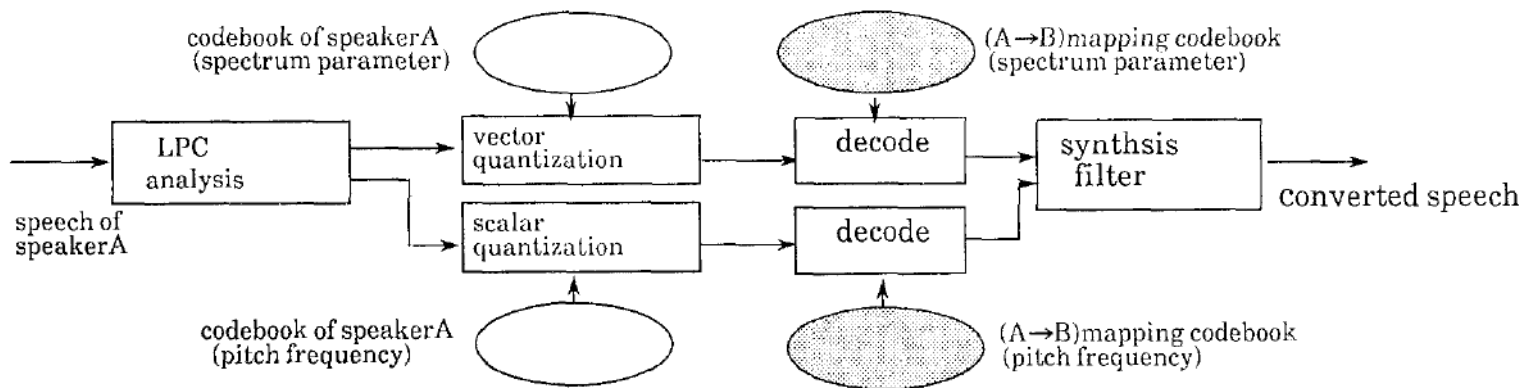 codebook of speakerA
(spectrum parameter)
(A→B)mapping codebook
(spectrum parameter)
LPC
analysis
vector
quantization
decode
synthsis
filter
speech of
speakerA
scalar
quantization
decode
converted speech
codebook of speakerA
(pitch frequency)
(A→B)mapping codebook
(pitch frequency)